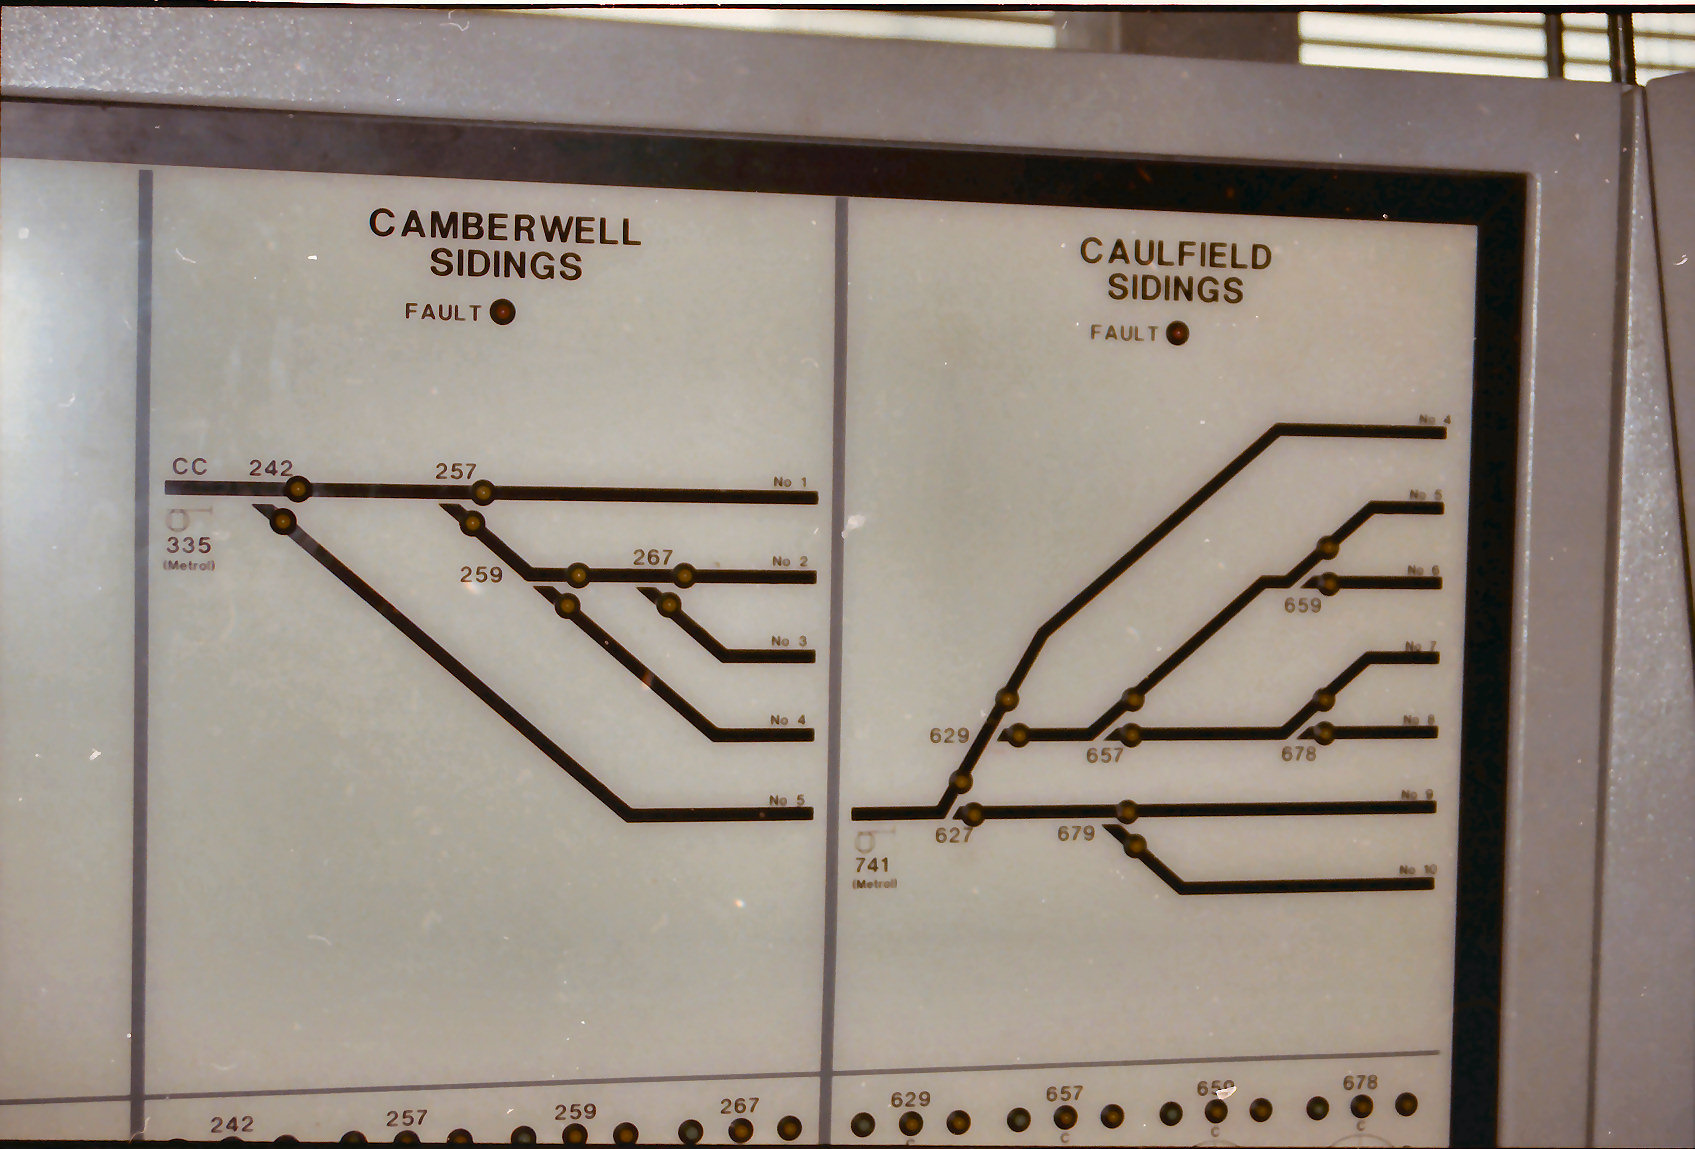 CAMBERWELL
SIDINGS
FAULT
CC
242
257
No 1
335
(Metrol)
259
267
No 2
No 3
No 4
No 5
242
257
259
267
CAULFIELD
SIDINGS
FAULT
No 4
No 5
No 6
659
No 7
629
657
678
No 8
No 9
627
679
741
(Metrol)
No 10
629
657
659
678
C
C
C
C